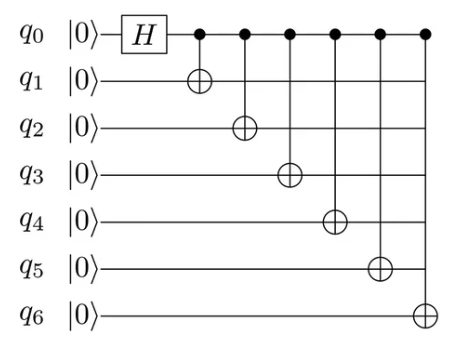 q₀ |0⟩ H
q₁ |0⟩
q₂ |0⟩
q₃ |0⟩
q₄ |0⟩
q₅ |0⟩
q₆ |0⟩